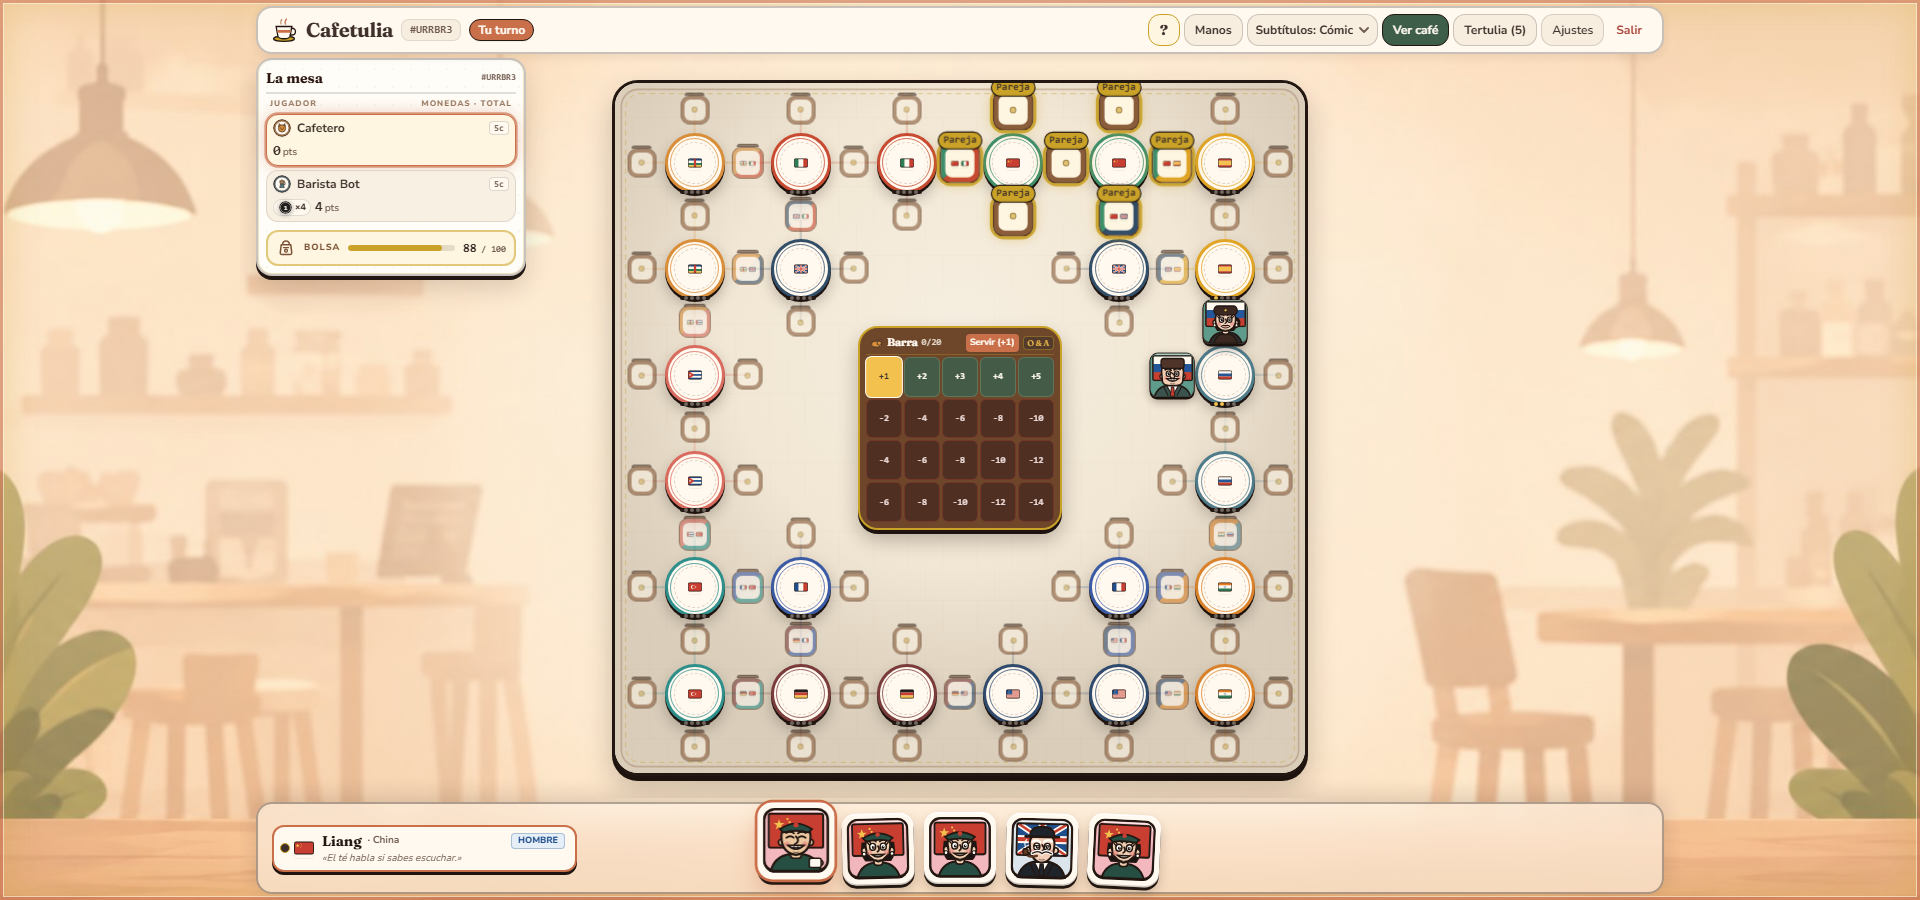 Cafetulia #URRBR3 Tu turno ? Manos Subtítulos: Cómic Ver café Tertulia (5) Ajustes Salir
La mesa #URRBR3
JUGADOR MONEDAS · TOTAL
Cafetero 5c
0 pts
Barista Bot 5c
×4 4 pts
BOLSA 88 / 100
Pareja Pareja
Pareja Pareja Pareja
Pareja Pareja
Barra 0/20 Servir (+1) O & A
+1 +2 +3 +4 +5
-2 -4 -6 -8 -10
-4 -6 -8 -10 -12
-6 -8 -10 -12 -14
Liang · China HOMBRE
«El té habla si sabes escuchar.»